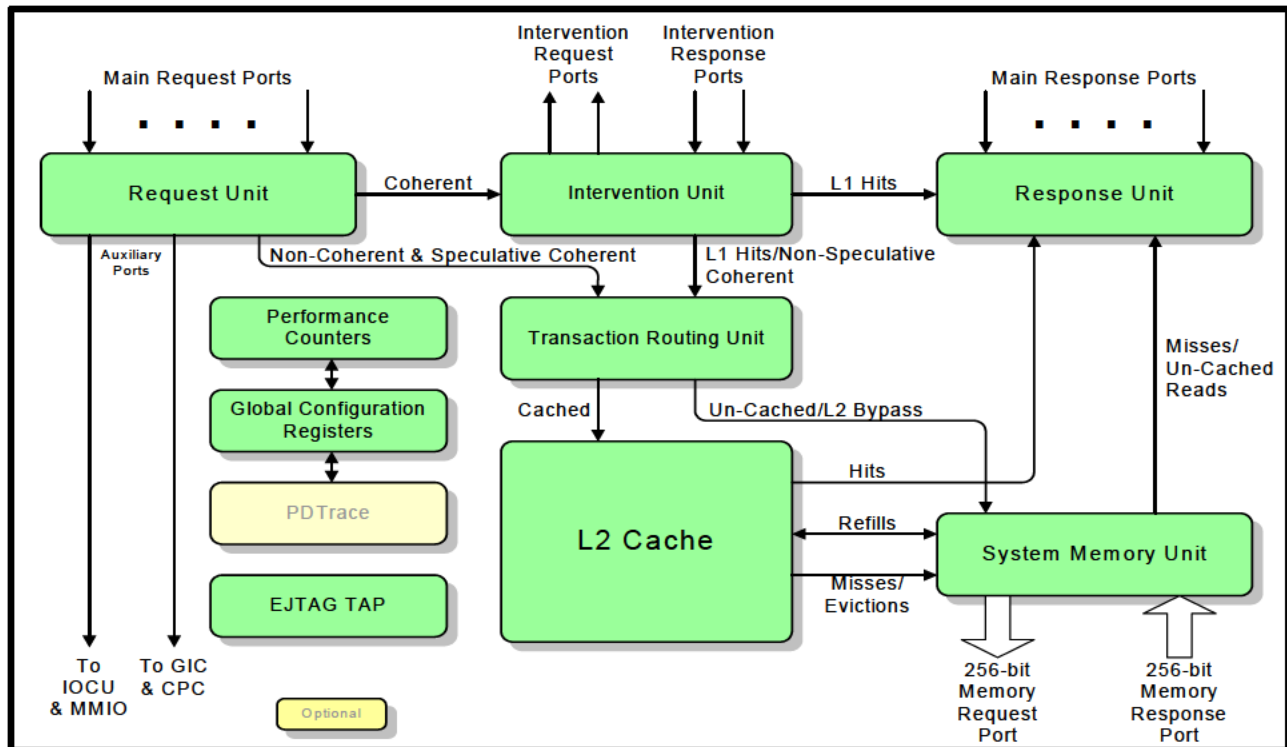 Main Request Ports
Intervention
Request
Ports
Intervention
Response
Ports
Main Response Ports
Request Unit
Coherent
Intervention Unit
L1 Hits
Response Unit
Auxiliary
Ports
Non-Coherent & Speculative Coherent
L1 Hits/Non-Speculative
Coherent
Performance
Counters
Transaction Routing Unit
Misses/
Un-Cached
Reads
Global Configuration
Registers
Cached
Un-Cached/L2 Bypass
PDTrace
L2 Cache
Hits
Refills
System Memory Unit
Misses/
Evictions
EJTAG TAP
To
IOCU
& MMIO
To GIC
& CPC
256-bit
Memory
Request
Port
256-bit
Memory
Response
Port
Optional